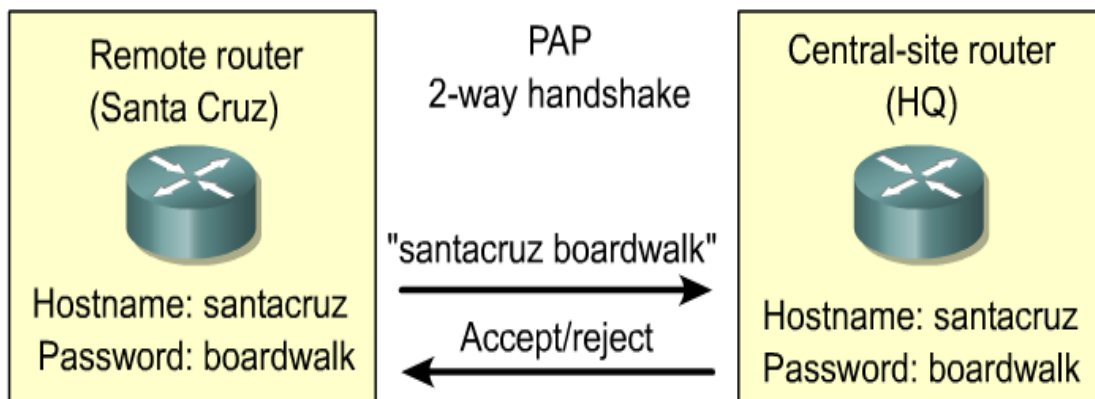 Remote router
(Santa Cruz)
Hostname: santacruz
Password: boardwalk
PAP
2-way handshake
"santacruz boardwalk"
Accept/reject
Central-site router
(HQ)
Hostname: santacruz
Password: boardwalk